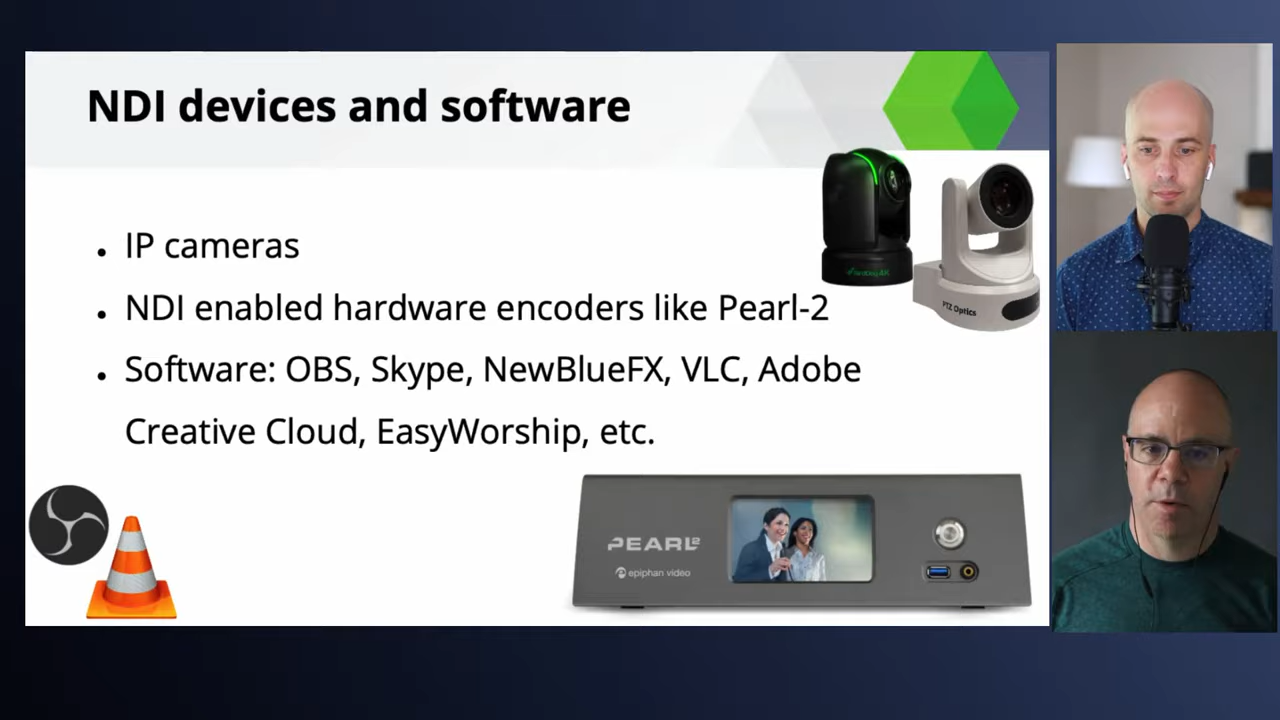 NDI devices and software
• IP cameras
• NDI enabled hardware encoders like Pearl-2
• Software: OBS, Skype, NewBlueFX, VLC, Adobe
Creative Cloud, EasyWorship, etc.
PTZ Optics
PEARL2
epiphan video